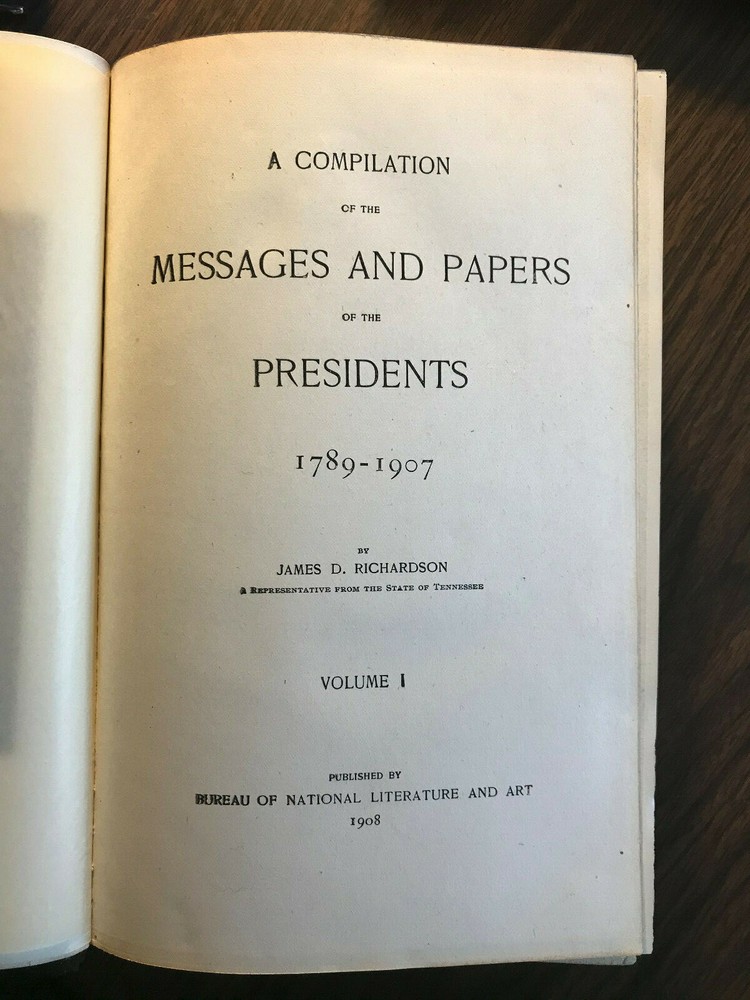 A COMPILATION
OF THE
MESSAGES AND PAPERS
OF THE
PRESIDENTS
1789-1907
BY
JAMES D. RICHARDSON
A REPRESENTATIVE FROM THE STATE OF TENNESSEE
VOLUME I
PUBLISHED BY
BUREAU OF NATIONAL LITERATURE AND ART
1908